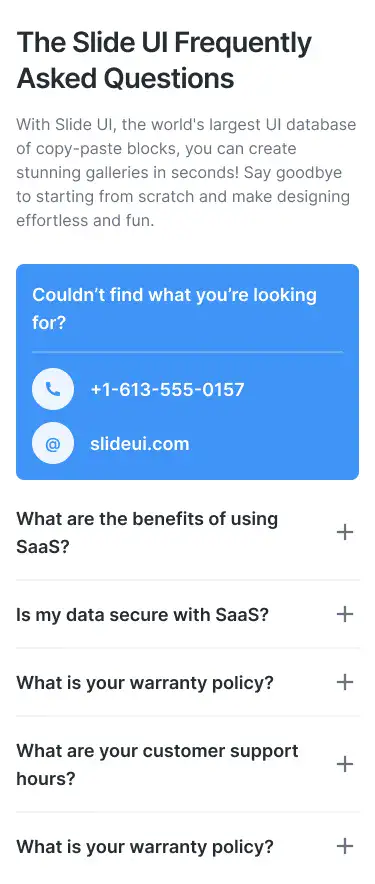 The Slide UI Frequently
Asked Questions
With Slide UI, the world's largest UI database
of copy-paste blocks, you can create
stunning galleries in seconds! Say goodbye
to starting from scratch and make designing
effortless and fun.
Couldn’t find what you’re looking
for?
+1-613-555-0157
@ slideui.com
What are the benefits of using
SaaS?
Is my data secure with SaaS?
What is your warranty policy?
What are your customer support
hours?
What is your warranty policy?